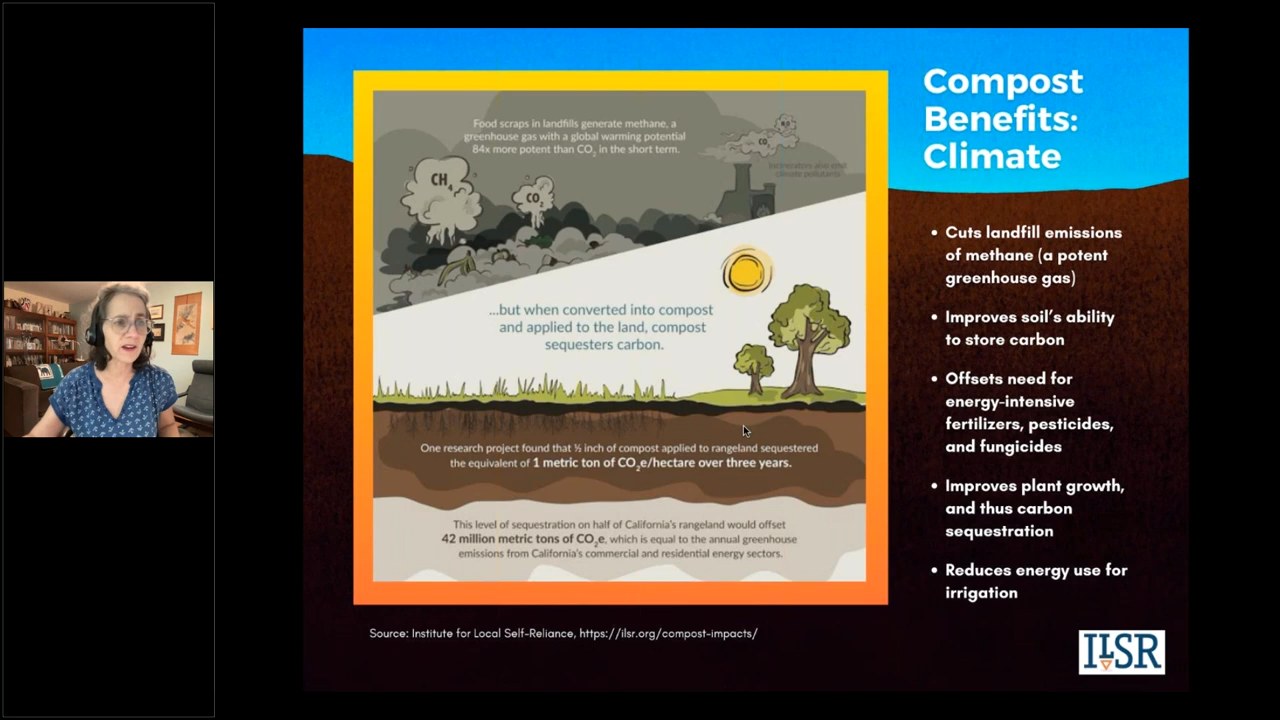 Compost
Benefits:
Climate
Food scraps in landfills generate methane, a
greenhouse gas with a global warming potential
84x more potent than CO2 in the short term.
CO2
CO2
Incinerators also emit
climate pollutants
CH4
CO2
...but when converted into compost
and applied to the land, compost
sequesters carbon.
One research project found that ½ inch of compost applied to rangeland sequestered
the equivalent of 1 metric ton of CO2e/hectare over three years.
This level of sequestration on half of California's rangeland would offset
42 million metric tons of CO2e, which is equal to the annual greenhouse
emissions from California's commercial and residential energy sectors.
• Cuts landfill emissions
of methane (a potent
greenhouse gas)
• Improves soil's ability
to store carbon
• Offsets need for
energy-intensive
fertilizers, pesticides,
and fungicides
• Improves plant growth,
and thus carbon
sequestration
• Reduces energy use for
irrigation
Source: Institute for Local Self-Reliance, https://ilsr.org/compost-impacts/
ILSR